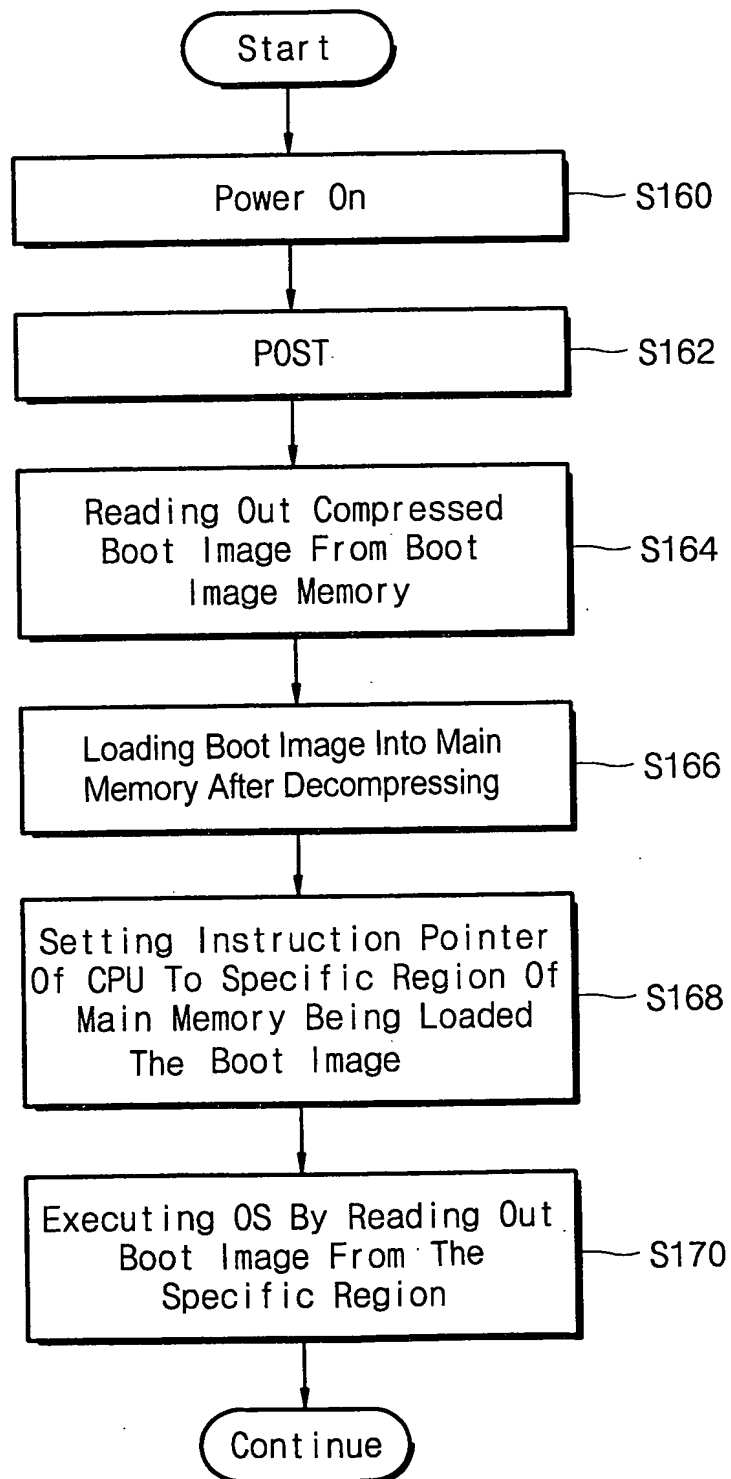 Start
Power On
S160
POST
S162
Reading Out Compressed
Boot Image From Boot
Image Memory
S164
Loading Boot Image Into Main
Memory After Decompressing
S166
Setting Instruction Pointer
Of CPU To Specific Region Of
Main Memory Being Loaded
The Boot Image
S168
Executing OS By Reading Out
Boot Image From The
Specific Region
S170
Continue